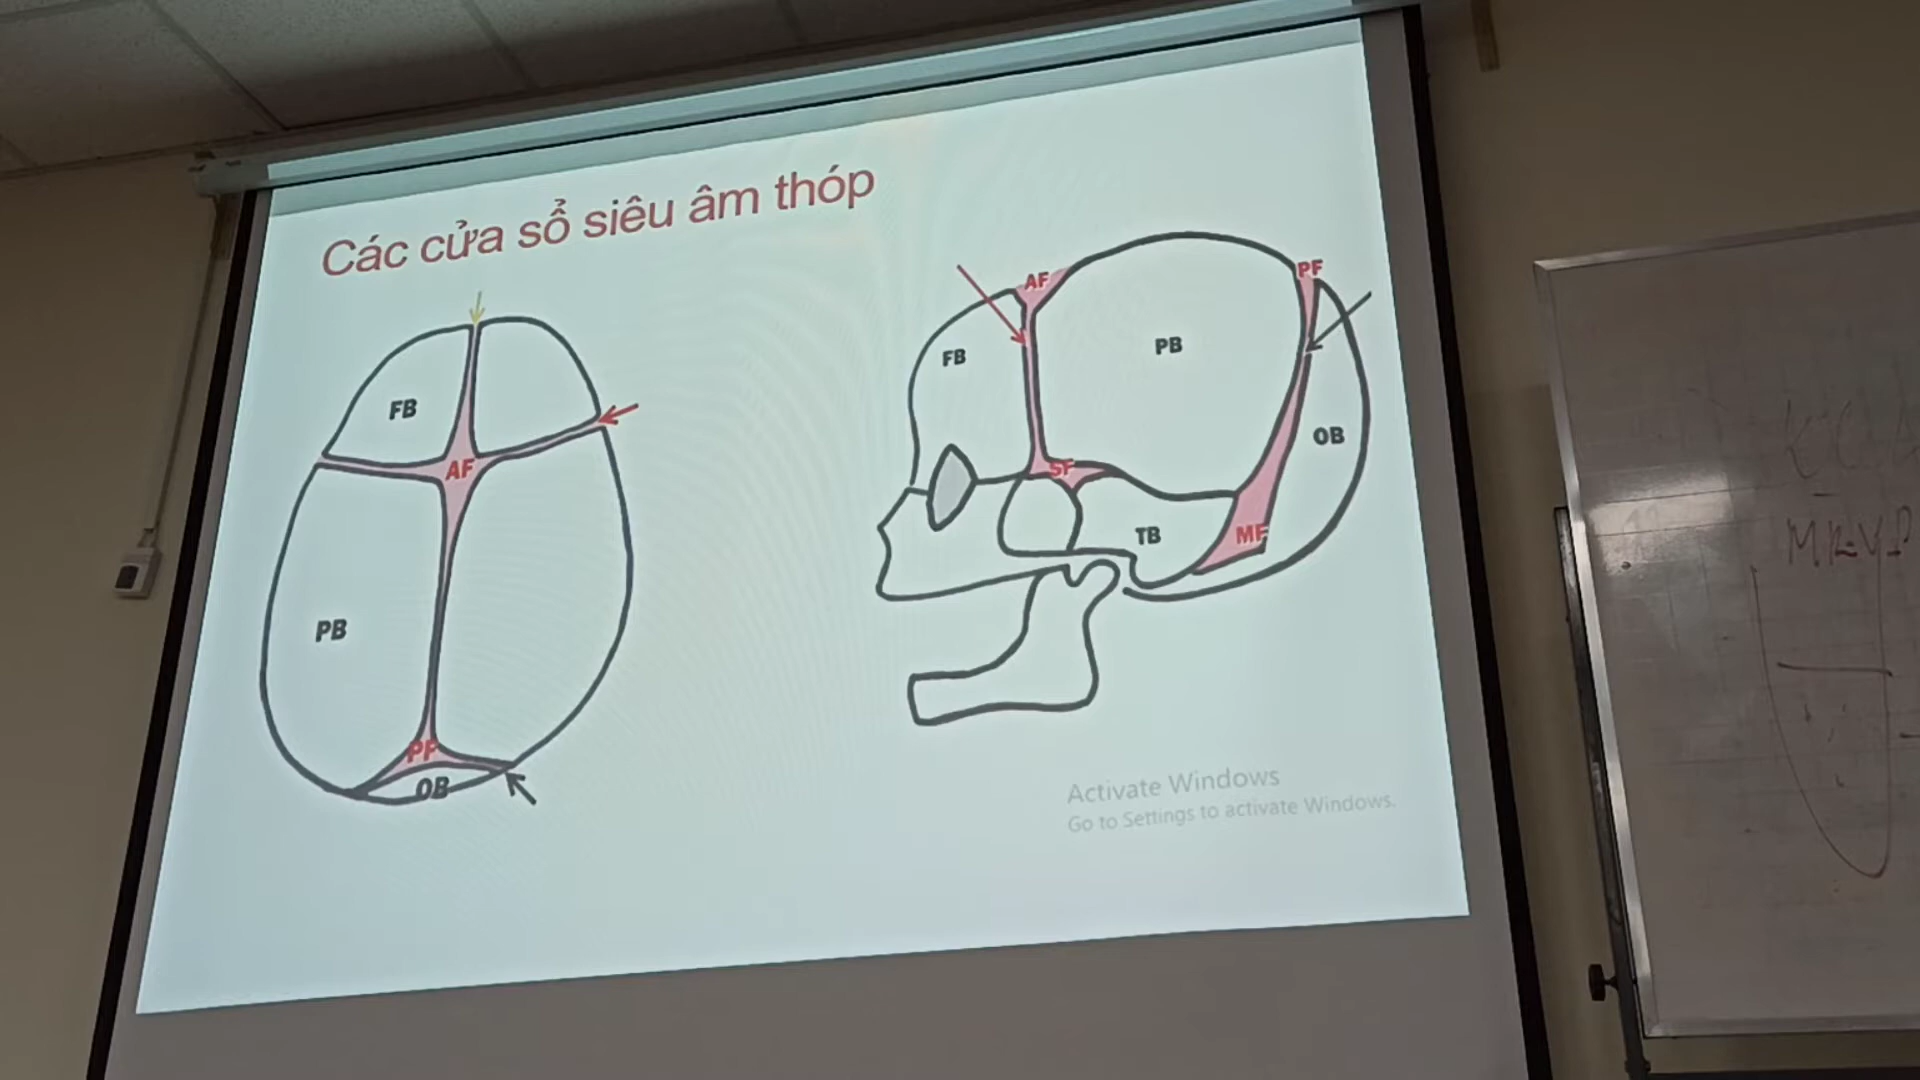 Các cửa sổ siêu âm thóp
FB
AF
PB
PF
OB
AF
PF
FB
PB
OB
SF
TB
MF
Activate Windows
Go to Settings to activate Windows.